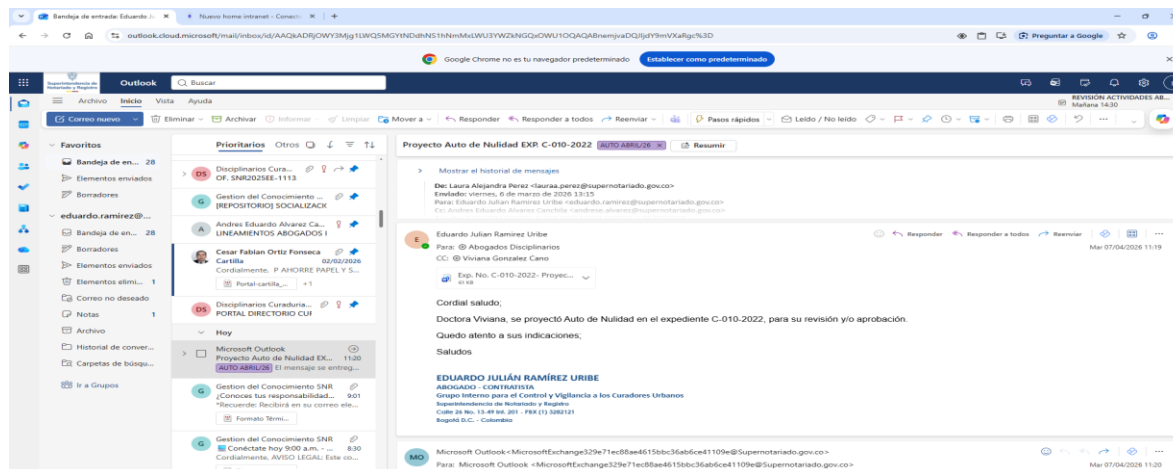 Bandeja de entrada: Eduardo Ju
Nuevo home intranet - Conecta
outlook.cloud.microsoft/mail/inbox/id/
Preguntar a Google
Google Chrome no es tu navegador predeterminado
Establecer como predeterminado
Superintendencia de Notariado y Registro
Outlook
Buscar
Archivo Inicio Vista Ayuda
REVISIÓN ACTIVIDADES AB...
Mañana 14:30
Correo nuevo
Eliminar
Archivar
Informar
Limpiar
Mover a
Responder
Responder a todos
Reenviar
Pasos rápidos
Leído / No leído
Favoritos
Bandeja de en... 28
Elementos enviados
Borradores
eduardo.ramirez@...
Bandeja de en... 28
Borradores
Elementos enviados
Elementos elimi... 1
Correo no deseado
Notas 1
Archivo
Historial de conver...
Carpetas de búsqu...
Ir a Grupos
Prioritarios Otros
DS
Disciplinarios Cura...
OF. SNR2025EE-1113
G
Gestion del Conocimiento ...
[REPOSITORIO] SOCIALIZACK
A
Andres Eduardo Alvarez Ca...
LINEAMIENTOS ABOGADOS I
Cesar Fabian Ortiz Fonseca
Cartilla 02/02/2026
Cordialmente. P AHORRE PAPEL Y S...
Portal-cartilla_... +1
DS
Disciplinarios Curaduria...
PORTAL DIRECTORIO CUF
Hoy
Microsoft Outlook
Proyecto Auto de Nulidad EX... 11:20
AUTO ABRIL/26 El mensaje se entreg...
G
Gestion del Conocimiento SNR
¿Conoces tus responsabilidad... 9:01
*Recuerde: Recibirá en su correo ele...
Formato Térmi...
G
Gestion del Conocimiento SNR
Conéctate hoy 9:00 a.m. - ... 8:30
Cordialmente. AVISO LEGAL: Este co...
Proyecto Auto de Nulidad EXP. C-010-2022 AUTO ABRIL/26
Resumir
Mostrar el historial de mensajes
De: Laura Alejandra Perez <lauraa.perez@supernotariado.gov.co>
Enviado: viernes, 6 de marzo de 2026 13:15
Para: Eduardo Julian Ramirez Uribe <eduardo.ramirez@supernotariado.gov.co>
Cc: Andres Eduardo Alvarez Canchila <andrese.alvarez@supernotariado.gov.co>
E
Eduardo Julian Ramirez Uribe
Responder Responder a todos Reenviar
Para: Abogados Disciplinarios
Mar 07/04/2026 11:19
CC: Viviana Gonzalez Cano
Exp. No. C-010-2022- Proyec...
61 KB
Cordial saludo;
Doctora Viviana, se proyectó Auto de Nulidad en el expediente C-010-2022, para su revisión y/o aprobación.
Quedo atento a sus indicaciones;
Saludos
EDUARDO JULIÁN RAMÍREZ URIBE
ABOGADO - CONTRATISTA
Grupo Interno para el Control y Vigilancia a los Curadores Urbanos
Superintendencia de Notariado y Registro
Calle 26 No. 13-49 Int. 201 - PBX (1) 3282121
Bogotá D.C. - Colombia
MO
Microsoft Outlook <MicrosoftExchange329e71ec88ae4615bbc36ab6ce41109e@Supernotariado.gov.co>
Para: Microsoft Outlook <MicrosoftExchange329e71ec88ae4615bbc36ab6ce41109e@Supernotariado.gov.co>
Mar 07/04/2026 11:20